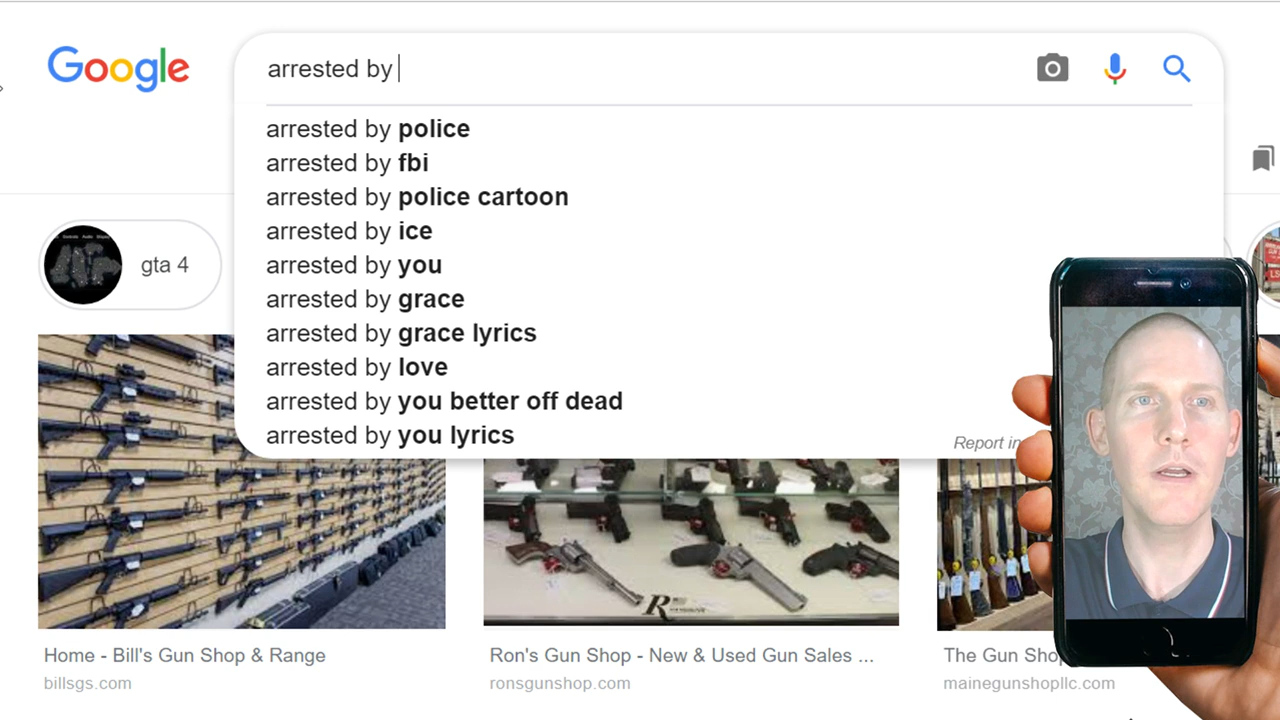 Google
arrested by
arrested by police
arrested by fbi
arrested by police cartoon
arrested by ice
arrested by you
arrested by grace
arrested by grace lyrics
arrested by love
arrested by you better off dead
arrested by you lyrics
Report in
gta 4
R
Home - Bill's Gun Shop & Range
Ron's Gun Shop - New & Used Gun Sales ...
The Gun Shop
billsgs.com
ronsgunshop.com
mainegunshopllc.com